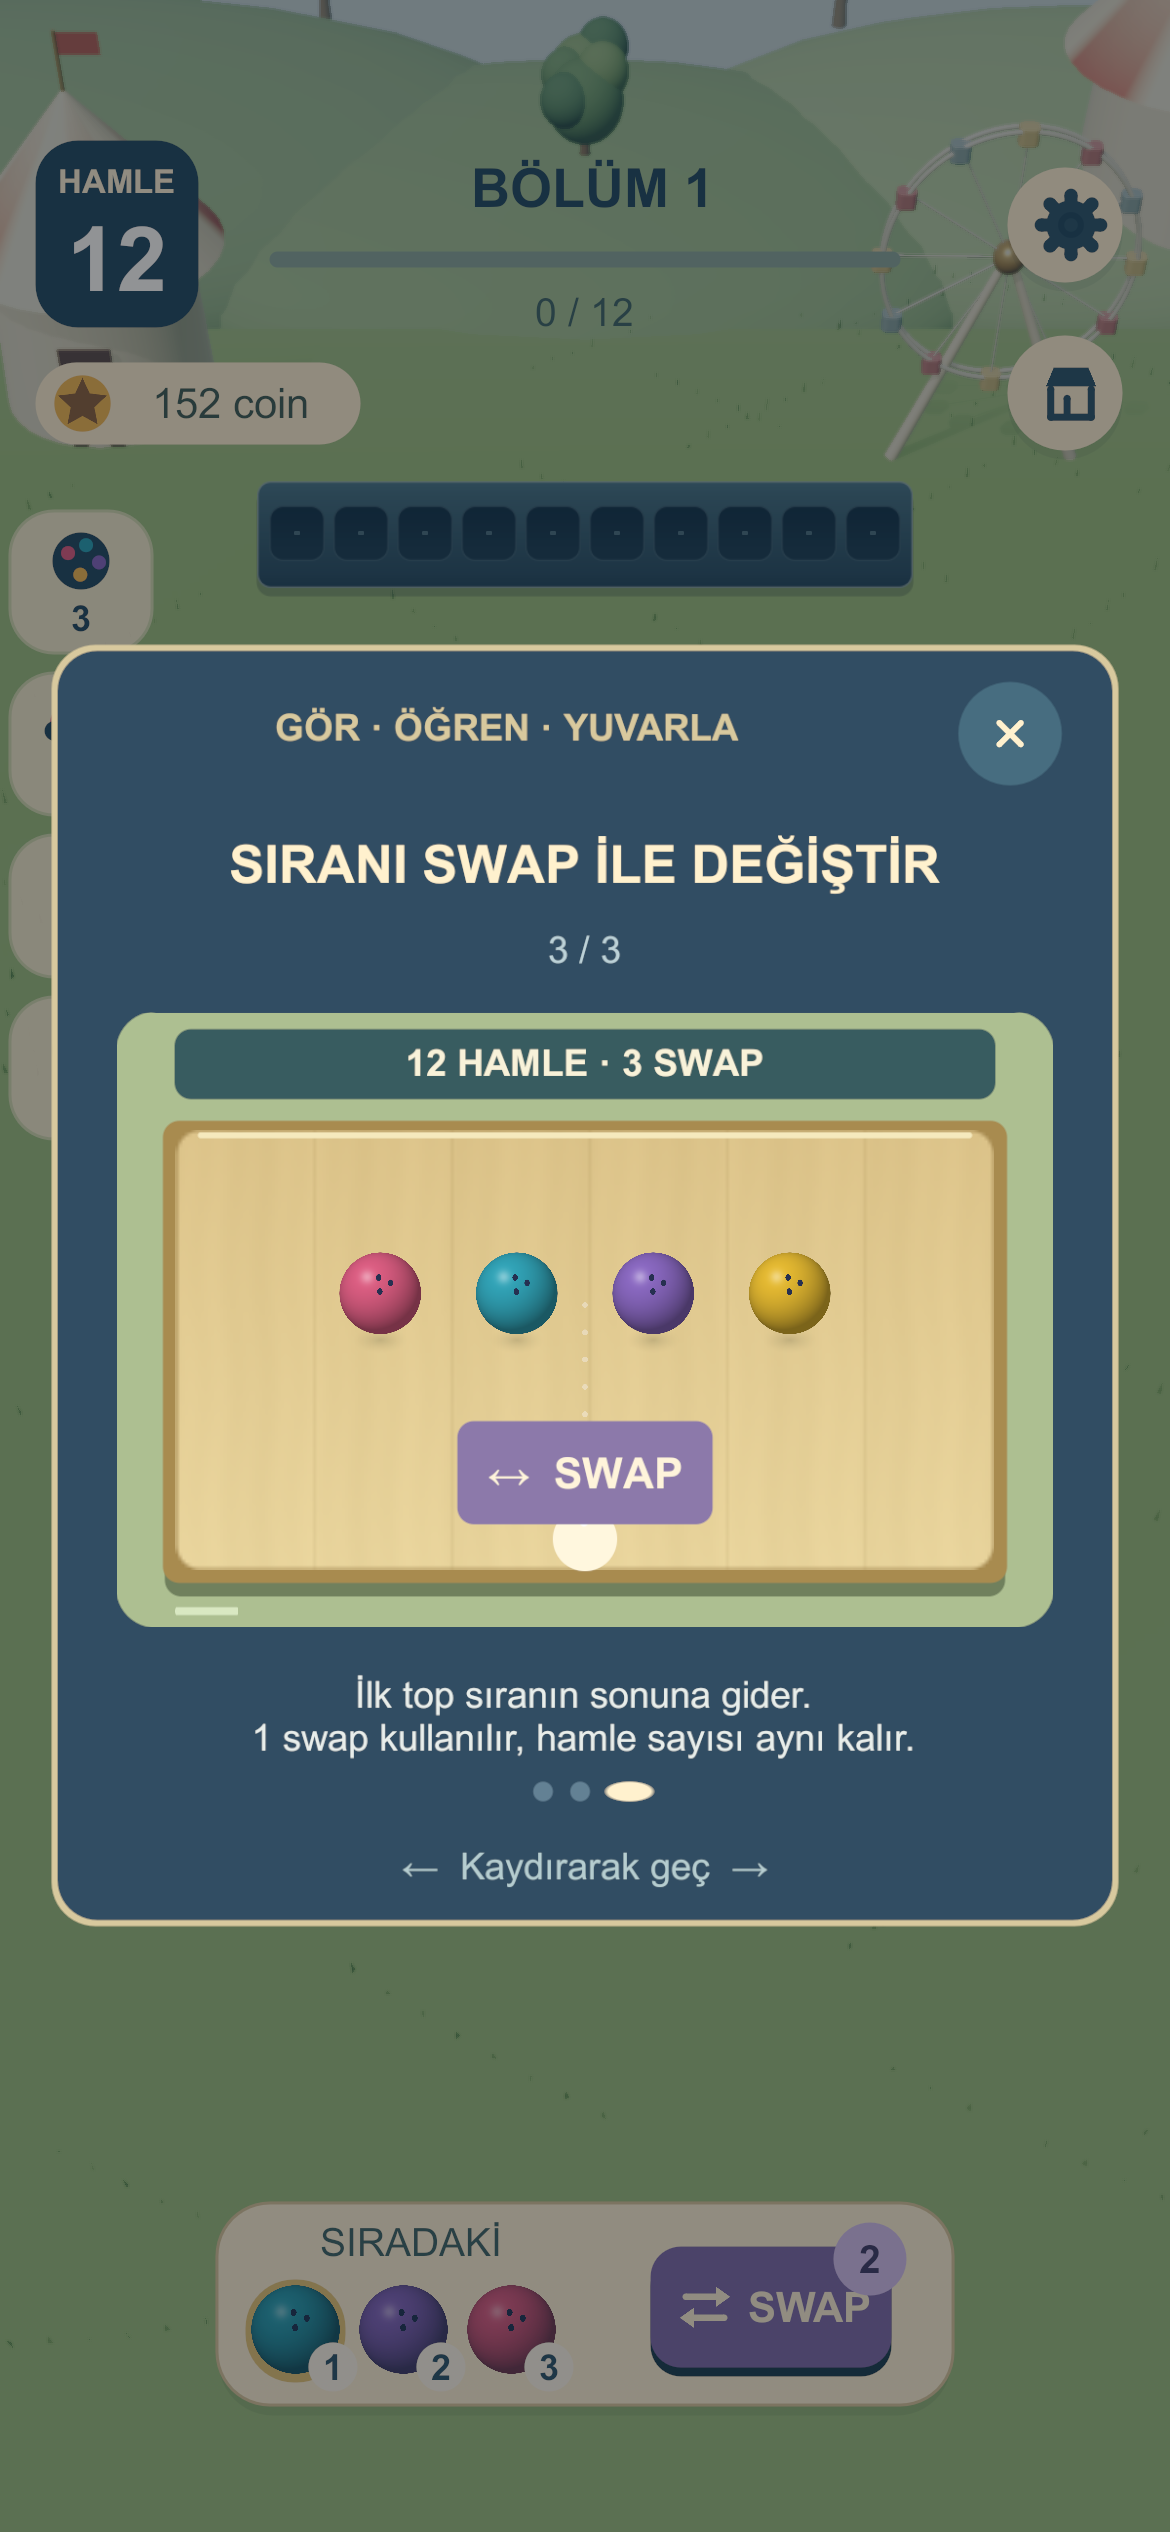 HAMLE
12
BÖLÜM 1
0 / 12
152 coin
3
GÖR · ÖĞREN · YUVARLA
SIRANI SWAP İLE DEĞİŞTİR
3 / 3
12 HAMLE · 3 SWAP
↔ SWAP
İlk top sıranın sonuna gider.
1 swap kullanılır, hamle sayısı aynı kalır.
← Kaydırarak geç →
SIRADAKİ
1
2
3
2
SWAP